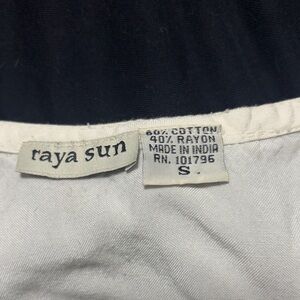 raya sun
60% COTTON
40% RAYON
MADE IN INDIA
RN. 101796
S